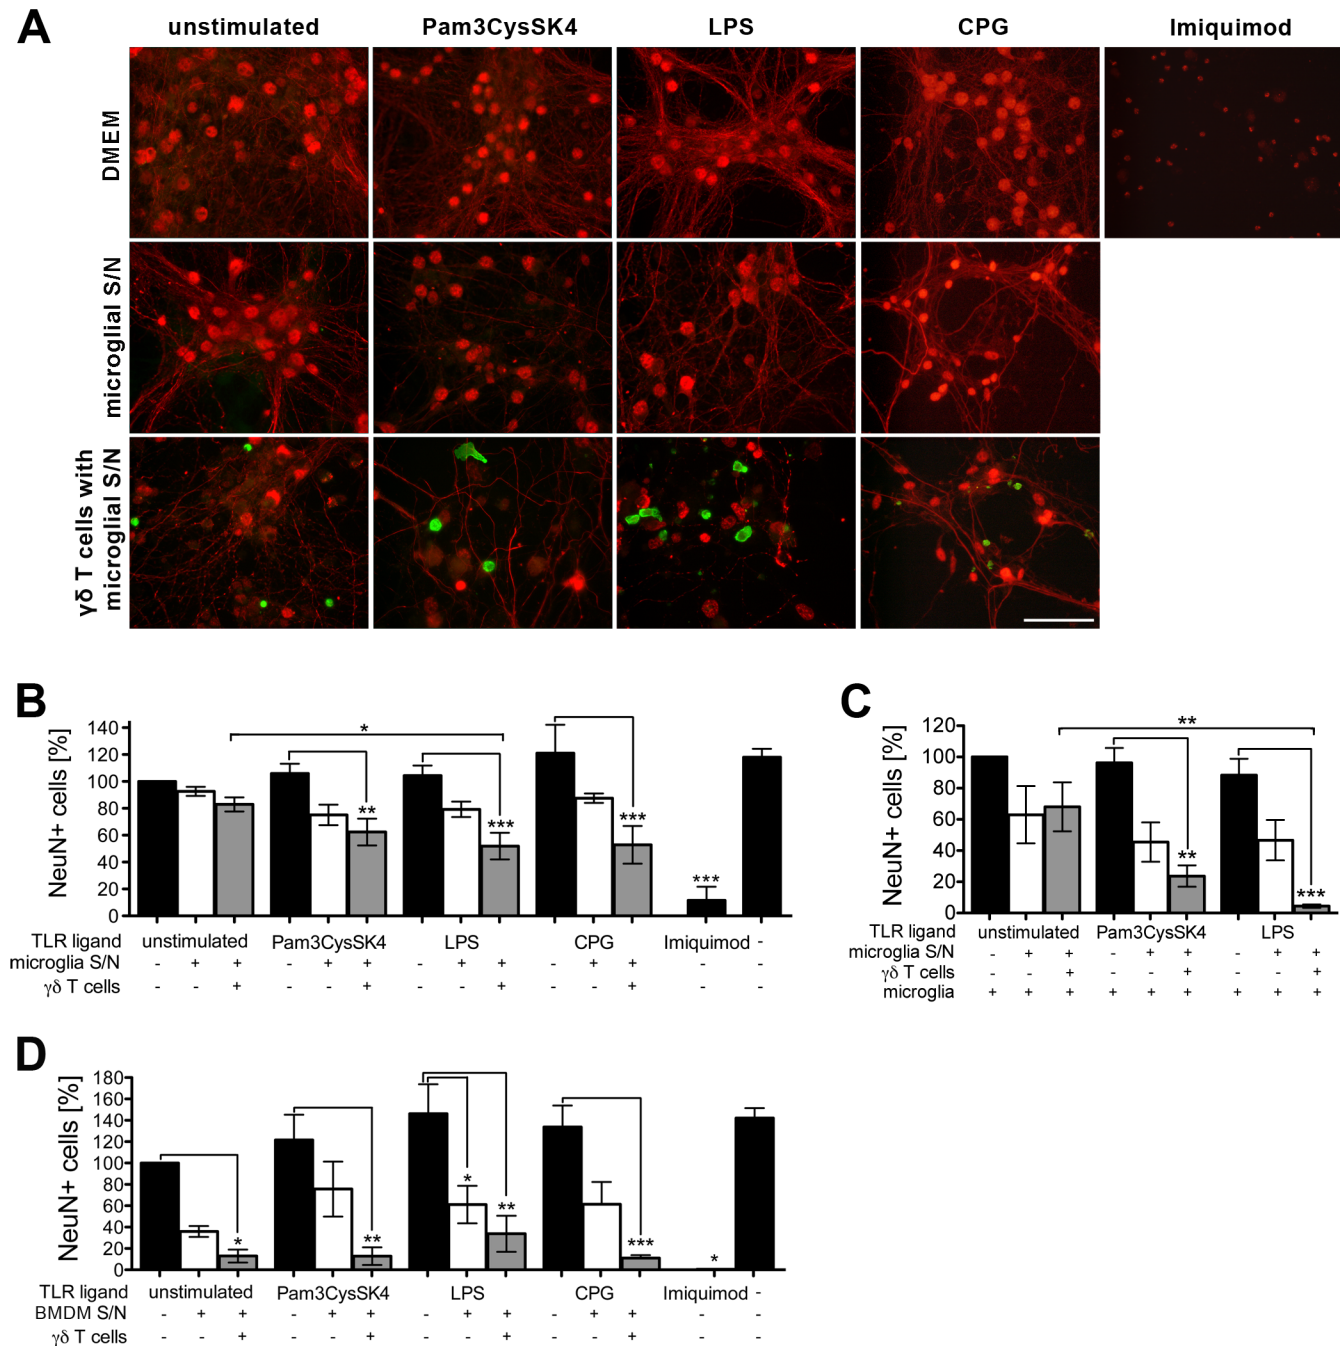 A
unstimulated Pam3CysSK4 LPS CPG Imiquimod
DMEM
microglial S/N
γδ T cells with
microglial S/N
B
NeuN+ cells [%]
140
120
100
80
60
40
20
0
* ** *** *** ***
TLR ligand unstimulated Pam3CysSK4 LPS CPG Imiquimod -
microglia S/N - + + - + + - + + - + + -
γδ T cells - - + - - + - - + - - + -
C
NeuN+ cells [%]
120
100
80
60
40
20
0
** ** ***
TLR ligand unstimulated Pam3CysSK4 LPS
microglia S/N - + + - + + - + +
γδ T cells - - + - - + - - +
microglia + + + + + + + + +
D
NeuN+ cells [%]
180
160
140
120
100
80
60
40
20
0
* ** * ** *** *
TLR ligand unstimulated Pam3CysSK4 LPS CPG Imiquimod -
BMDM S/N - + + - + + - + + - + + -
γδ T cells - - + - - + - - + - - + -